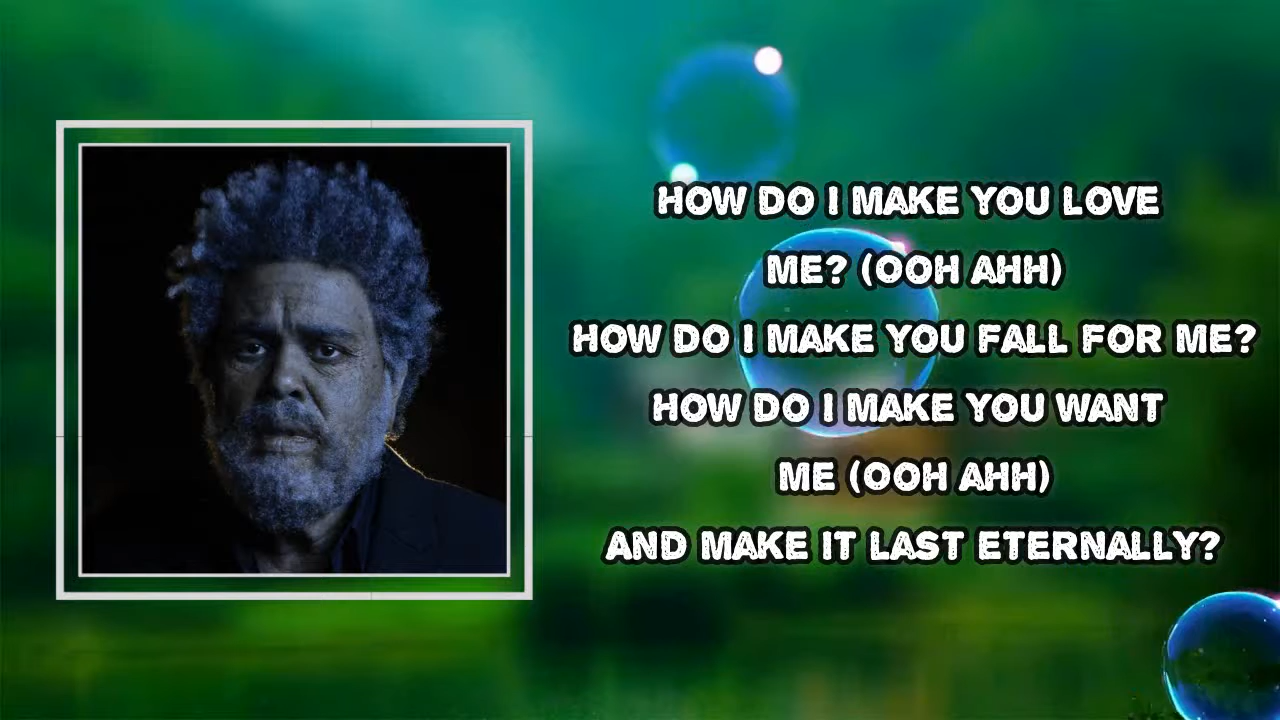 HOW DO I MAKE YOU LOVE
ME? (OOH AHH)
HOW DO I MAKE YOU FALL FOR ME?
HOW DO I MAKE YOU WANT
ME (OOH AHH)
AND MAKE IT LAST ETERNALLY?